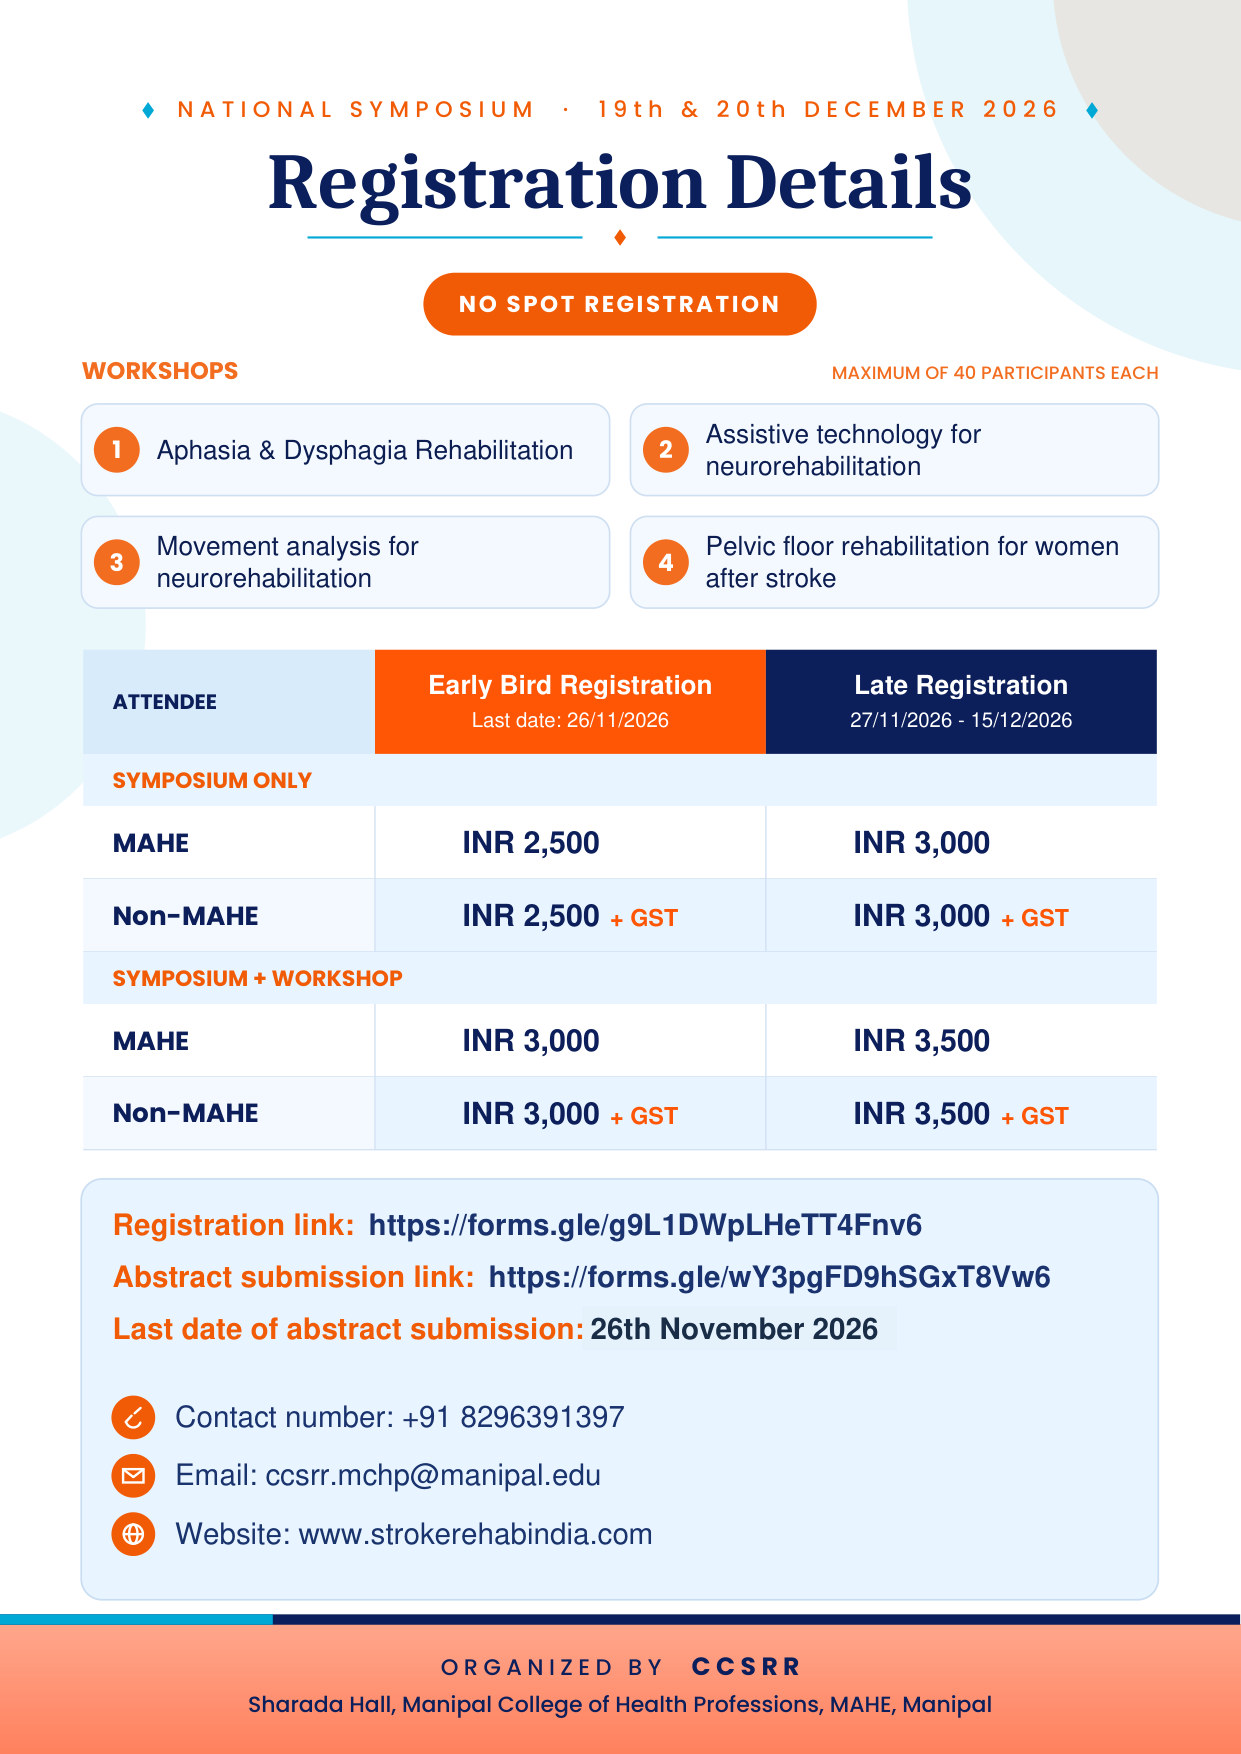 NATIONAL SYMPOSIUM · 19th & 20th DECEMBER 2026
Registration Details
NO SPOT REGISTRATION
WORKSHOPS
MAXIMUM OF 40 PARTICIPANTS EACH
1 Aphasia & Dysphagia Rehabilitation
2 Assistive technology for
neurorehabilitation
3 Movement analysis for
neurorehabilitation
4 Pelvic floor rehabilitation for women
after stroke
ATTENDEE
Early Bird Registration
Last date: 26/11/2026
Late Registration
27/11/2026 - 15/12/2026
SYMPOSIUM ONLY
MAHE INR 2,500 INR 3,000
Non-MAHE INR 2,500 + GST INR 3,000 + GST
SYMPOSIUM + WORKSHOP
MAHE INR 3,000 INR 3,500
Non-MAHE INR 3,000 + GST INR 3,500 + GST
Registration link: https://forms.gle/g9L1DWpLHeTT4Fnv6
Abstract submission link: https://forms.gle/wY3pgFD9hSGxT8Vw6
Last date of abstract submission: 26th November 2026
Contact number: +91 8296391397
Email: ccsrr.mchp@manipal.edu
Website: www.strokerehabindia.com
ORGANIZED BY CCSRR
Sharada Hall, Manipal College of Health Professions, MAHE, Manipal